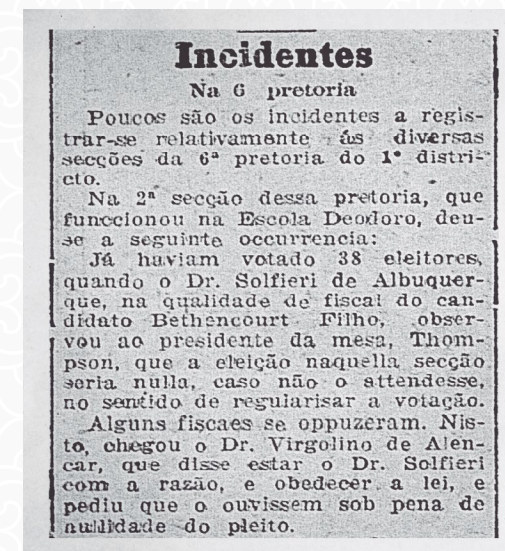 Incidentes
Na 6 pretoria
Poucos são os incidentes a regis-
trar-se relativamente ás diversas
secções da 6ª pretoria do 1º distri-
cto.
Na 2ª secção dessa pretoria, que
funccionou na Escola Deodoro, deu-
se a seguinte occurrencia:
Já haviam votado 38 eleitores,
quando o Dr. Solfieri de Albuquer-
que, na qualidade de fiscal do can-
didato Bethencourt Filho, obser-
vou ao presidente da mesa, Thom-
pson, que a eleição naquella secção
seria nulla, caso não o attendesse,
no sentido de regularisar a votação.
Alguns fiscaes se oppuzeram. Nis-
to, chegou o Dr. Virgolino de Alen-
car, que disse estar o Dr. Solfieri
com a razão, e obedecer a lei, e
pediu que o ouvissem sob pena de
nullidade do pleito.